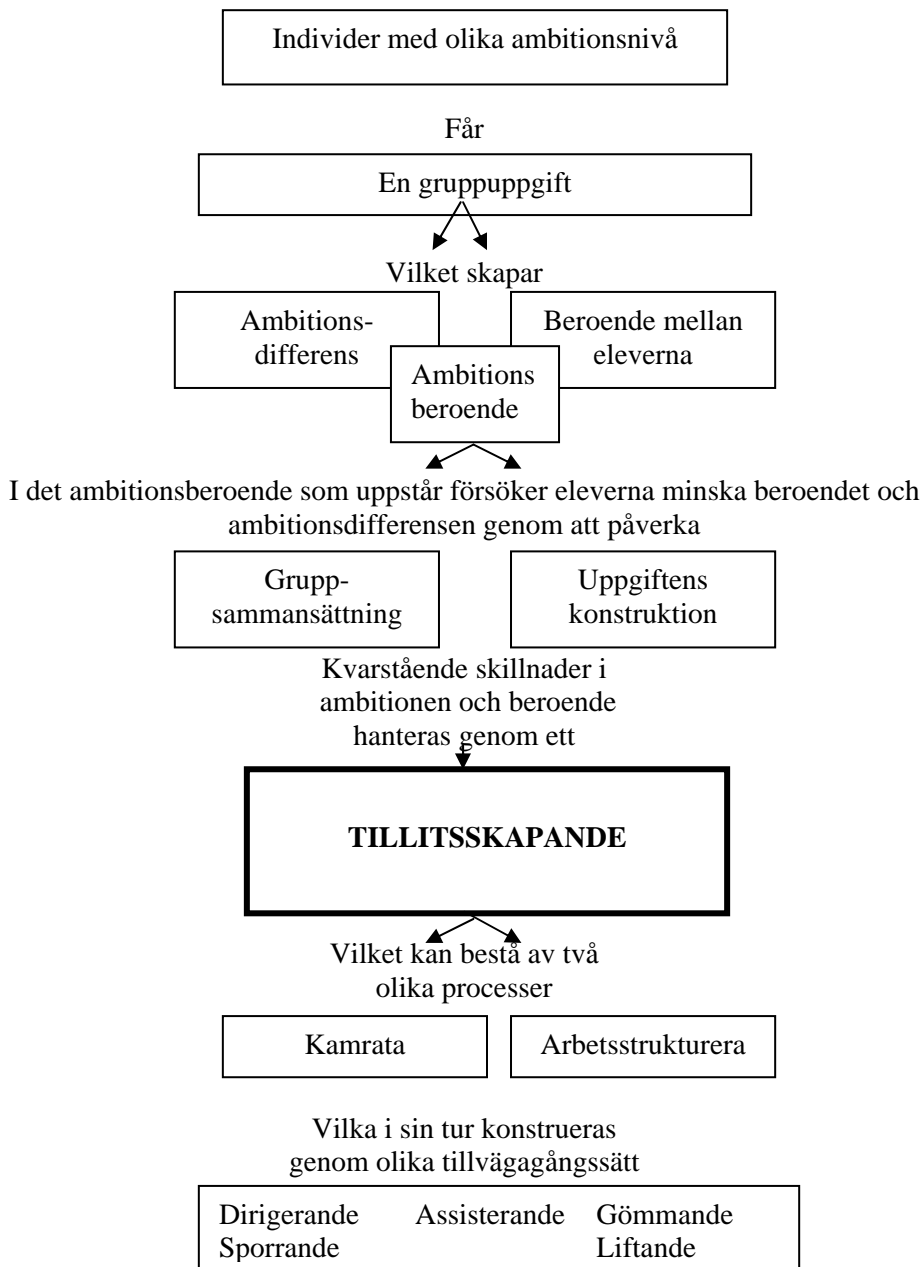 Individer med olika ambitionsnivå
Får
En gruppuppgift
Vilket skapar
Ambitions-
differens
Beroende mellan
eleverna
Ambitions
beroende
I det ambitionsberoende som uppstår försöker eleverna minska beroendet och
ambitionsdifferensen genom att påverka
Grupp-
sammansättning
Uppgiftens
konstruktion
Kvarstående skillnader i
ambitionen och beroende
hanteras genom ett
TILLITSSKAPANDE
Vilket kan bestå av två
olika processer
Kamrata
Arbetsstrukturera
Vilka i sin tur konstrueras
genom olika tillvägagångssätt
Dirigerande Assisterande Gömmande
Sporrande Liftande